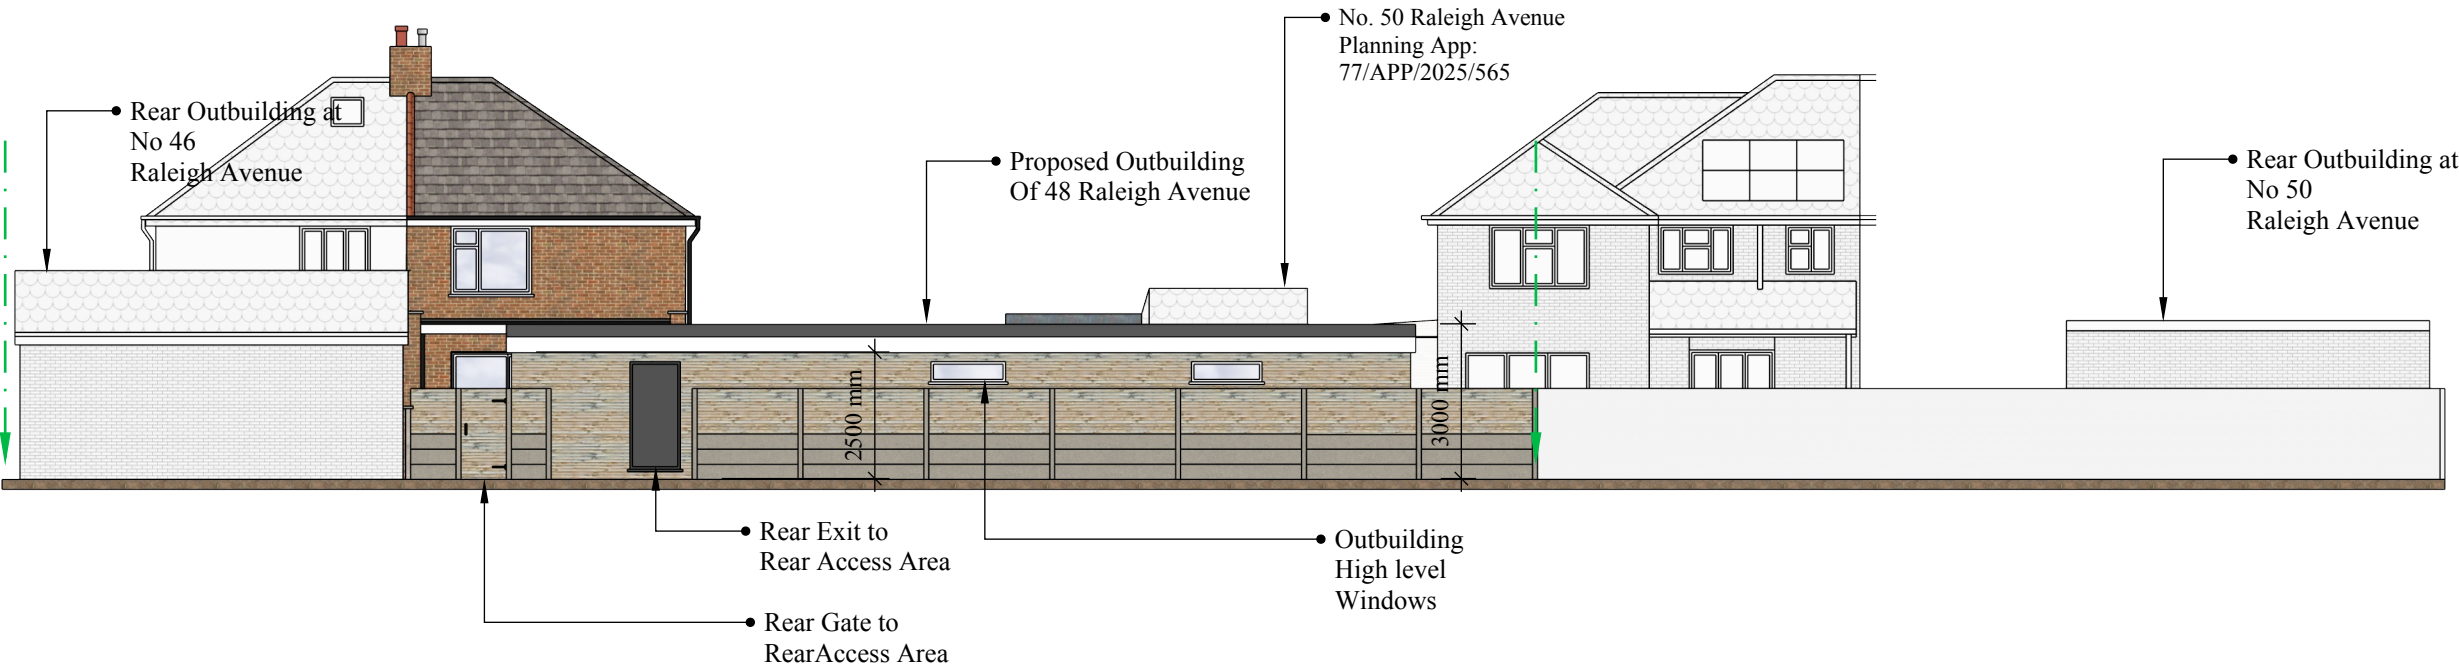 No. 50 Raleigh Avenue
Planning App:
77/APP/2025/565
Rear Outbuilding at
No 46
Raleigh Avenue
Proposed Outbuilding
Of 48 Raleigh Avenue
Rear Outbuilding at
No 50
Raleigh Avenue
2500 mm
3000 mm
Rear Exit to
Rear Access Area
Outbuilding
High level
Windows
Rear Gate to
RearAccess Area